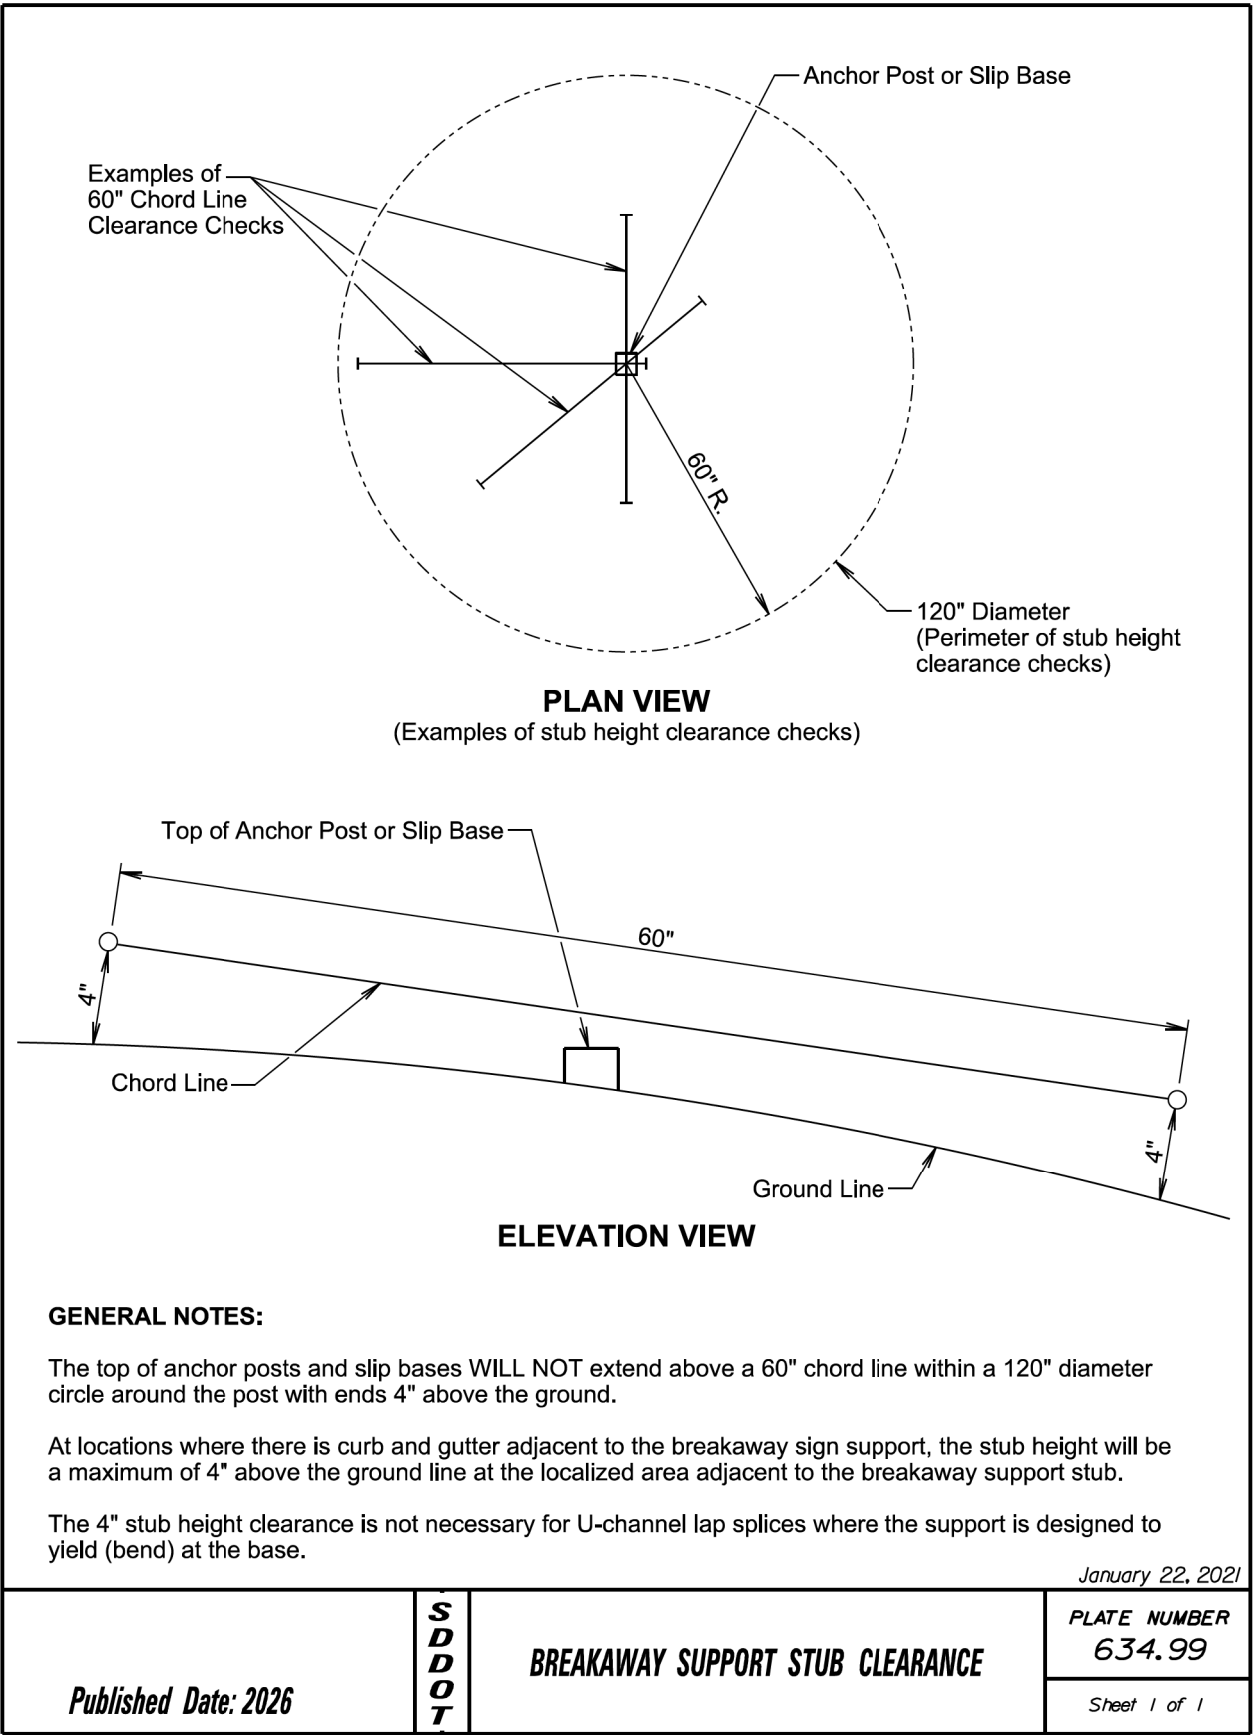 Anchor Post or Slip Base
Examples of
60" Chord Line
Clearance Checks
60" R.
120" Diameter
(Perimeter of stub height
clearance checks)
PLAN VIEW
(Examples of stub height clearance checks)
Top of Anchor Post or Slip Base
60"
4"
Chord Line
4"
Ground Line
ELEVATION VIEW
GENERAL NOTES:
The top of anchor posts and slip bases WILL NOT extend above a 60" chord line within a 120" diameter
circle around the post with ends 4" above the ground.
At locations where there is curb and gutter adjacent to the breakaway sign support, the stub height will be
a maximum of 4" above the ground line at the localized area adjacent to the breakaway support stub.
The 4" stub height clearance is not necessary for U-channel lap splices where the support is designed to
yield (bend) at the base.
January 22, 2021
Published Date: 2026
S
D
D
O
T
BREAKAWAY SUPPORT STUB CLEARANCE
PLATE NUMBER
634.99
Sheet 1 of 1